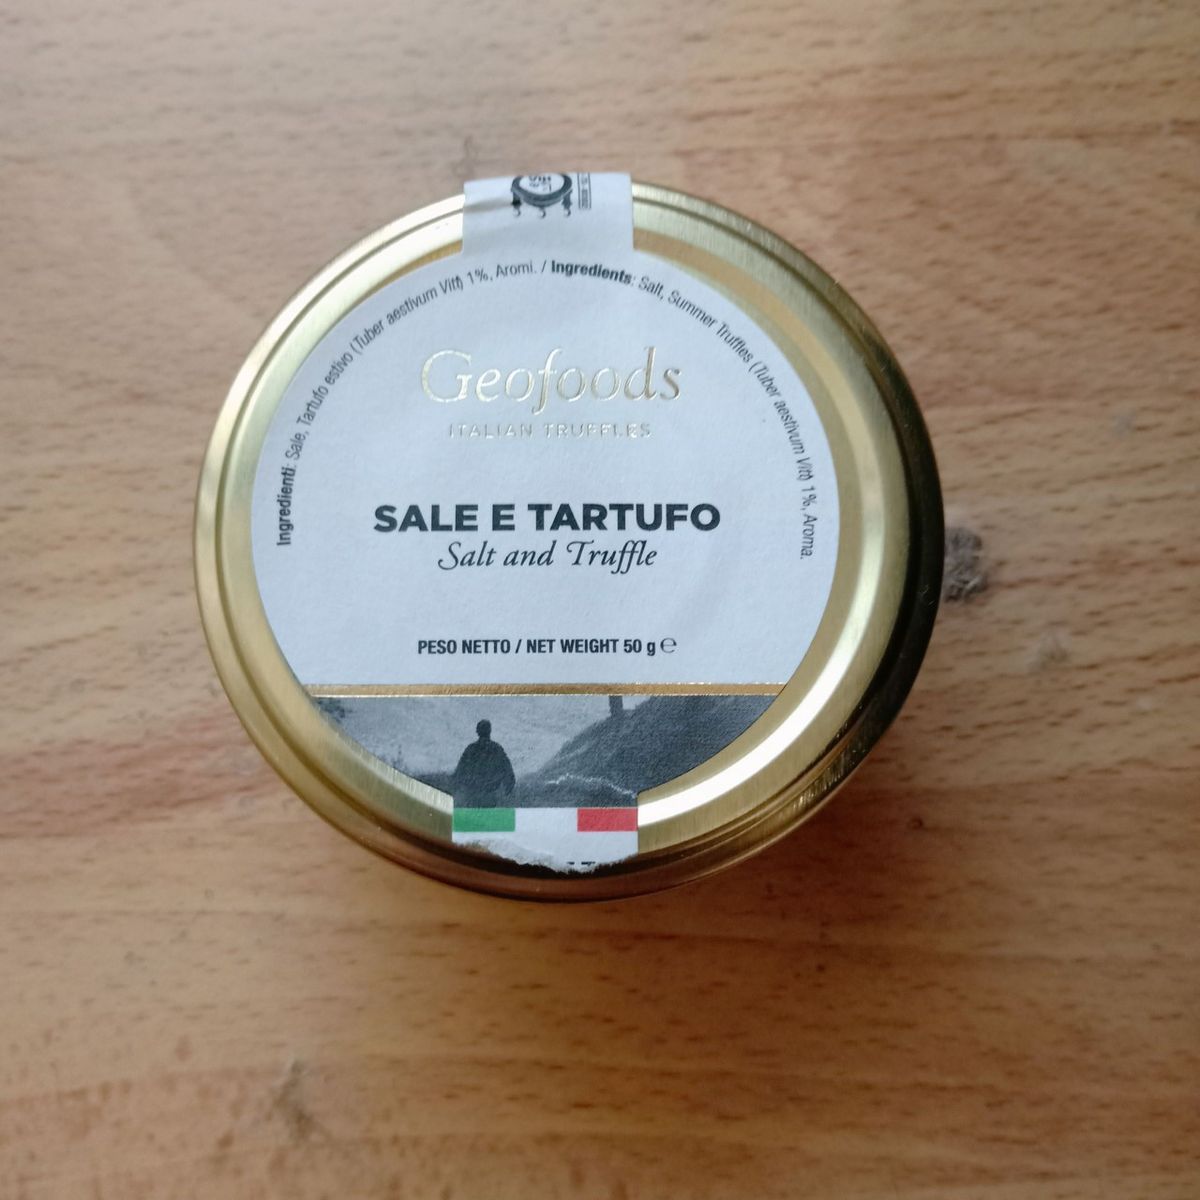 Ingredienti: Sale, Tartufo estivo (Tuber aestivum Vitt) 1%, Aromi. / Ingredients: Salt, Summer Truffles (Tuber aestivum Vitt) 1%, Aroma.
Geofoods
ITALIAN TRUFFLES
SALE E TARTUFO
Salt and Truffle
PESO NETTO / NET WEIGHT 50 g ℮